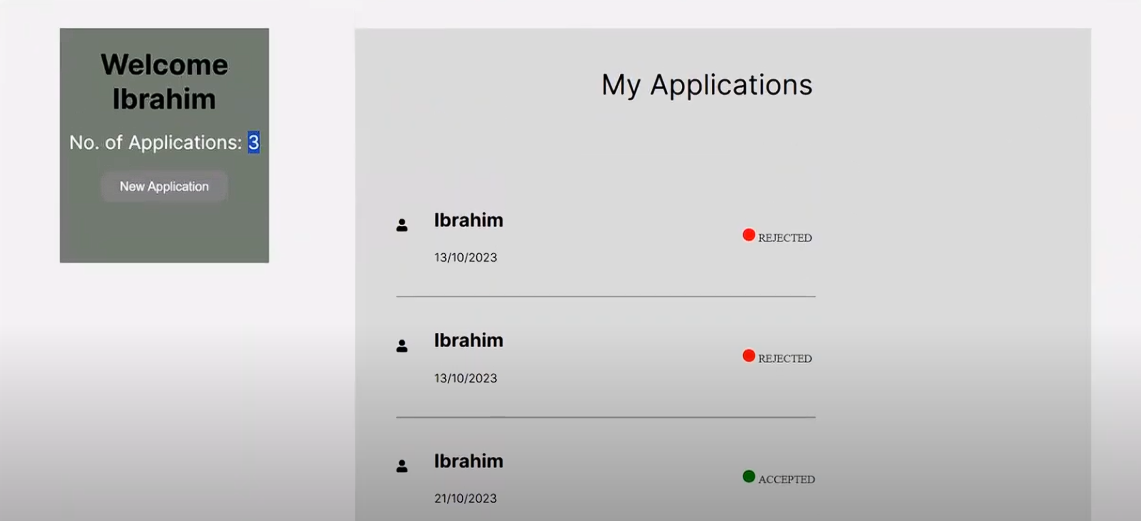 Welcome
Ibrahim
No. of Applications: 3
New Application
My Applications
Ibrahim
REJECTED
13/10/2023
Ibrahim
REJECTED
13/10/2023
Ibrahim
ACCEPTED
21/10/2023